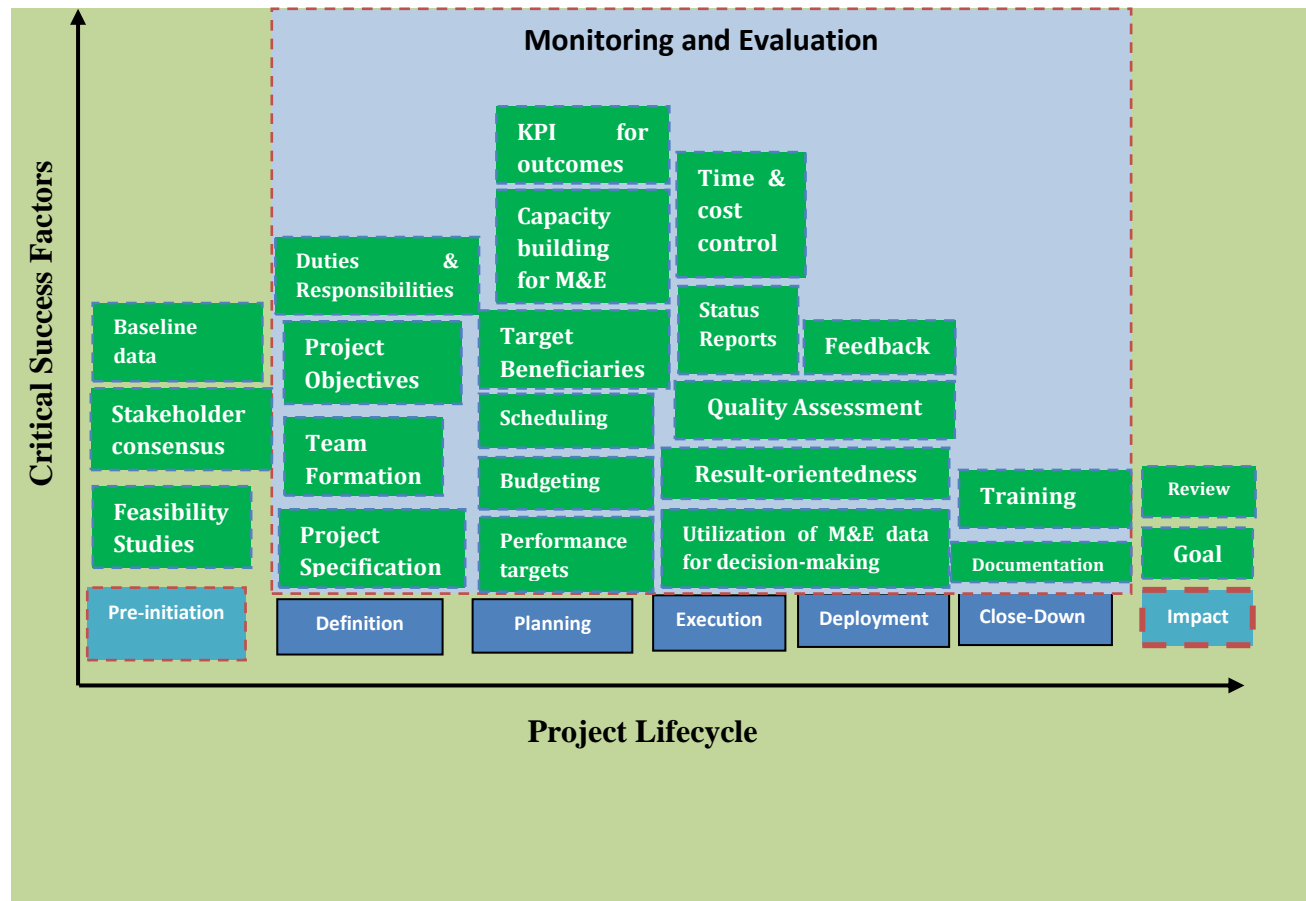 Monitoring and Evaluation
Critical Success Factors
Baseline
data
Stakeholder
consensus
Feasibility
Studies
Pre-initiation
Duties &
Responsibilities
Project
Objectives
Team
Formation
Project
Specification
Definition
KPI for
outcomes
Capacity
building
for M&E
Target
Beneficiaries
Scheduling
Budgeting
Performance
targets
Planning
Time &
cost
control
Status
Reports
Feedback
Quality Assessment
Result-orientedness
Utilization of M&E data
for decision-making
Execution
Deployment
Training
Documentation
Close-Down
Review
Goal
Impact
Project Lifecycle